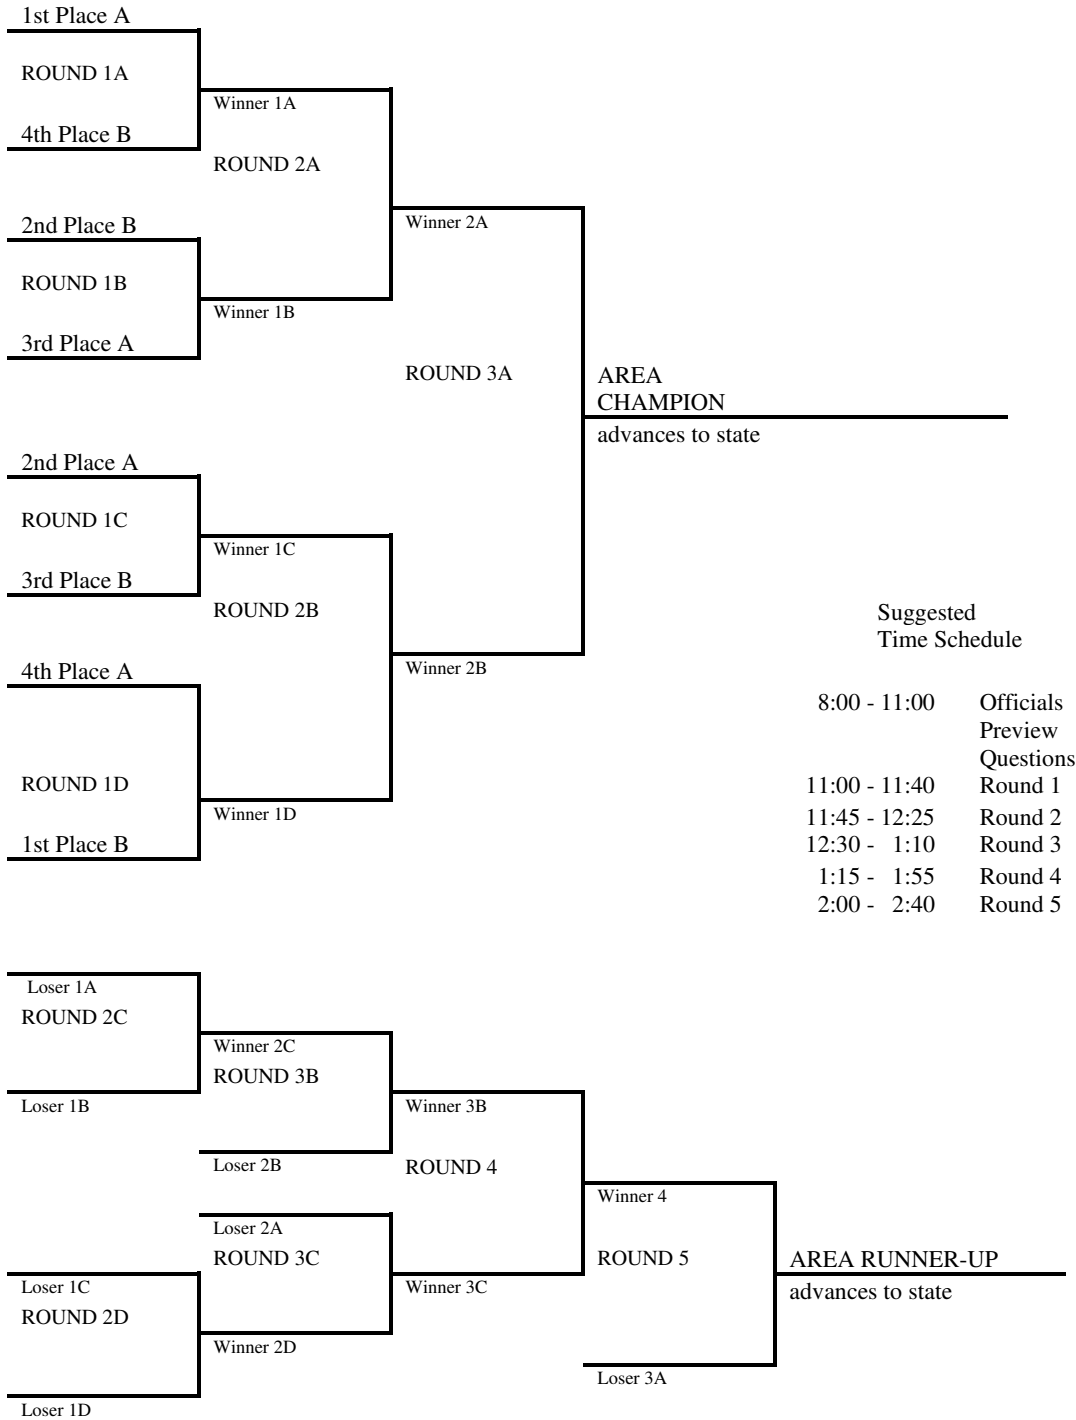 1st Place A
ROUND 1A
Winner 1A
4th Place B
ROUND 2A
2nd Place B
Winner 2A
ROUND 1B
Winner 1B
3rd Place A
ROUND 3A
AREA
CHAMPION
advances to state
2nd Place A
ROUND 1C
Winner 1C
3rd Place B
ROUND 2B
Winner 2B
4th Place A
ROUND 1D
Winner 1D
1st Place B
Suggested
Time Schedule
8:00 - 11:00 Officials
Preview
Questions
11:00 - 11:40 Round 1
11:45 - 12:25 Round 2
12:30 - 1:10 Round 3
1:15 - 1:55 Round 4
2:00 - 2:40 Round 5
Loser 1A
ROUND 2C
Winner 2C
ROUND 3B
Loser 1B
Winner 3B
Loser 2B
ROUND 4
Winner 4
Loser 2A
ROUND 3C
ROUND 5
AREA RUNNER-UP
advances to state
Loser 1C
Winner 3C
ROUND 2D
Winner 2D
Loser 3A
Loser 1D